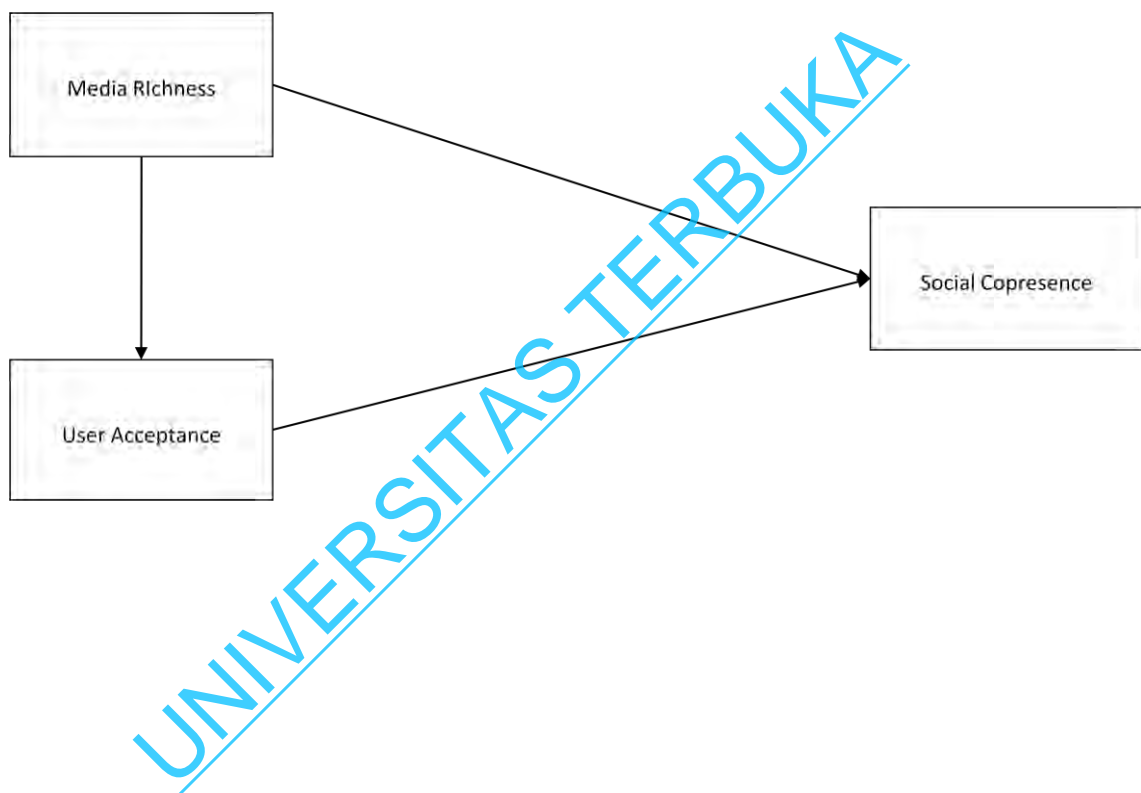 Media RIchness
Social Copresence
User Acceptance
UNIVERSITAS TERBUKA